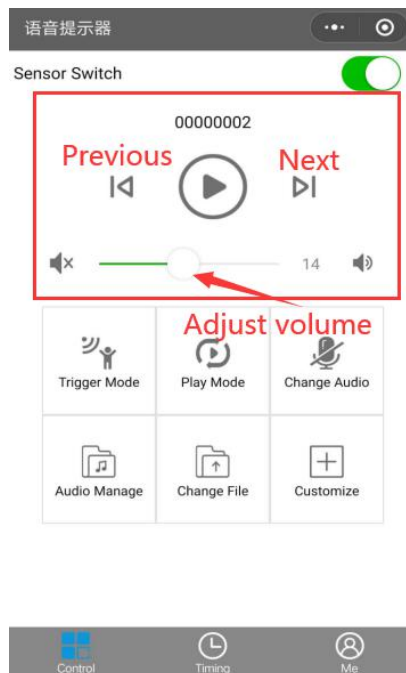 语音提示器
Sensor Switch
00000002
Previous
Next
14
Adjust volume
Trigger Mode
Play Mode
Change Audio
Audio Manage
Change File
Customize
Control
Timing
Me